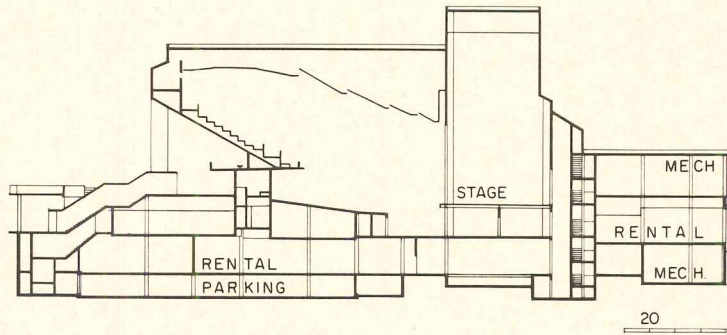 MECH
STAGE
RENTAL
RENTAL
MECH.
PARKING
20